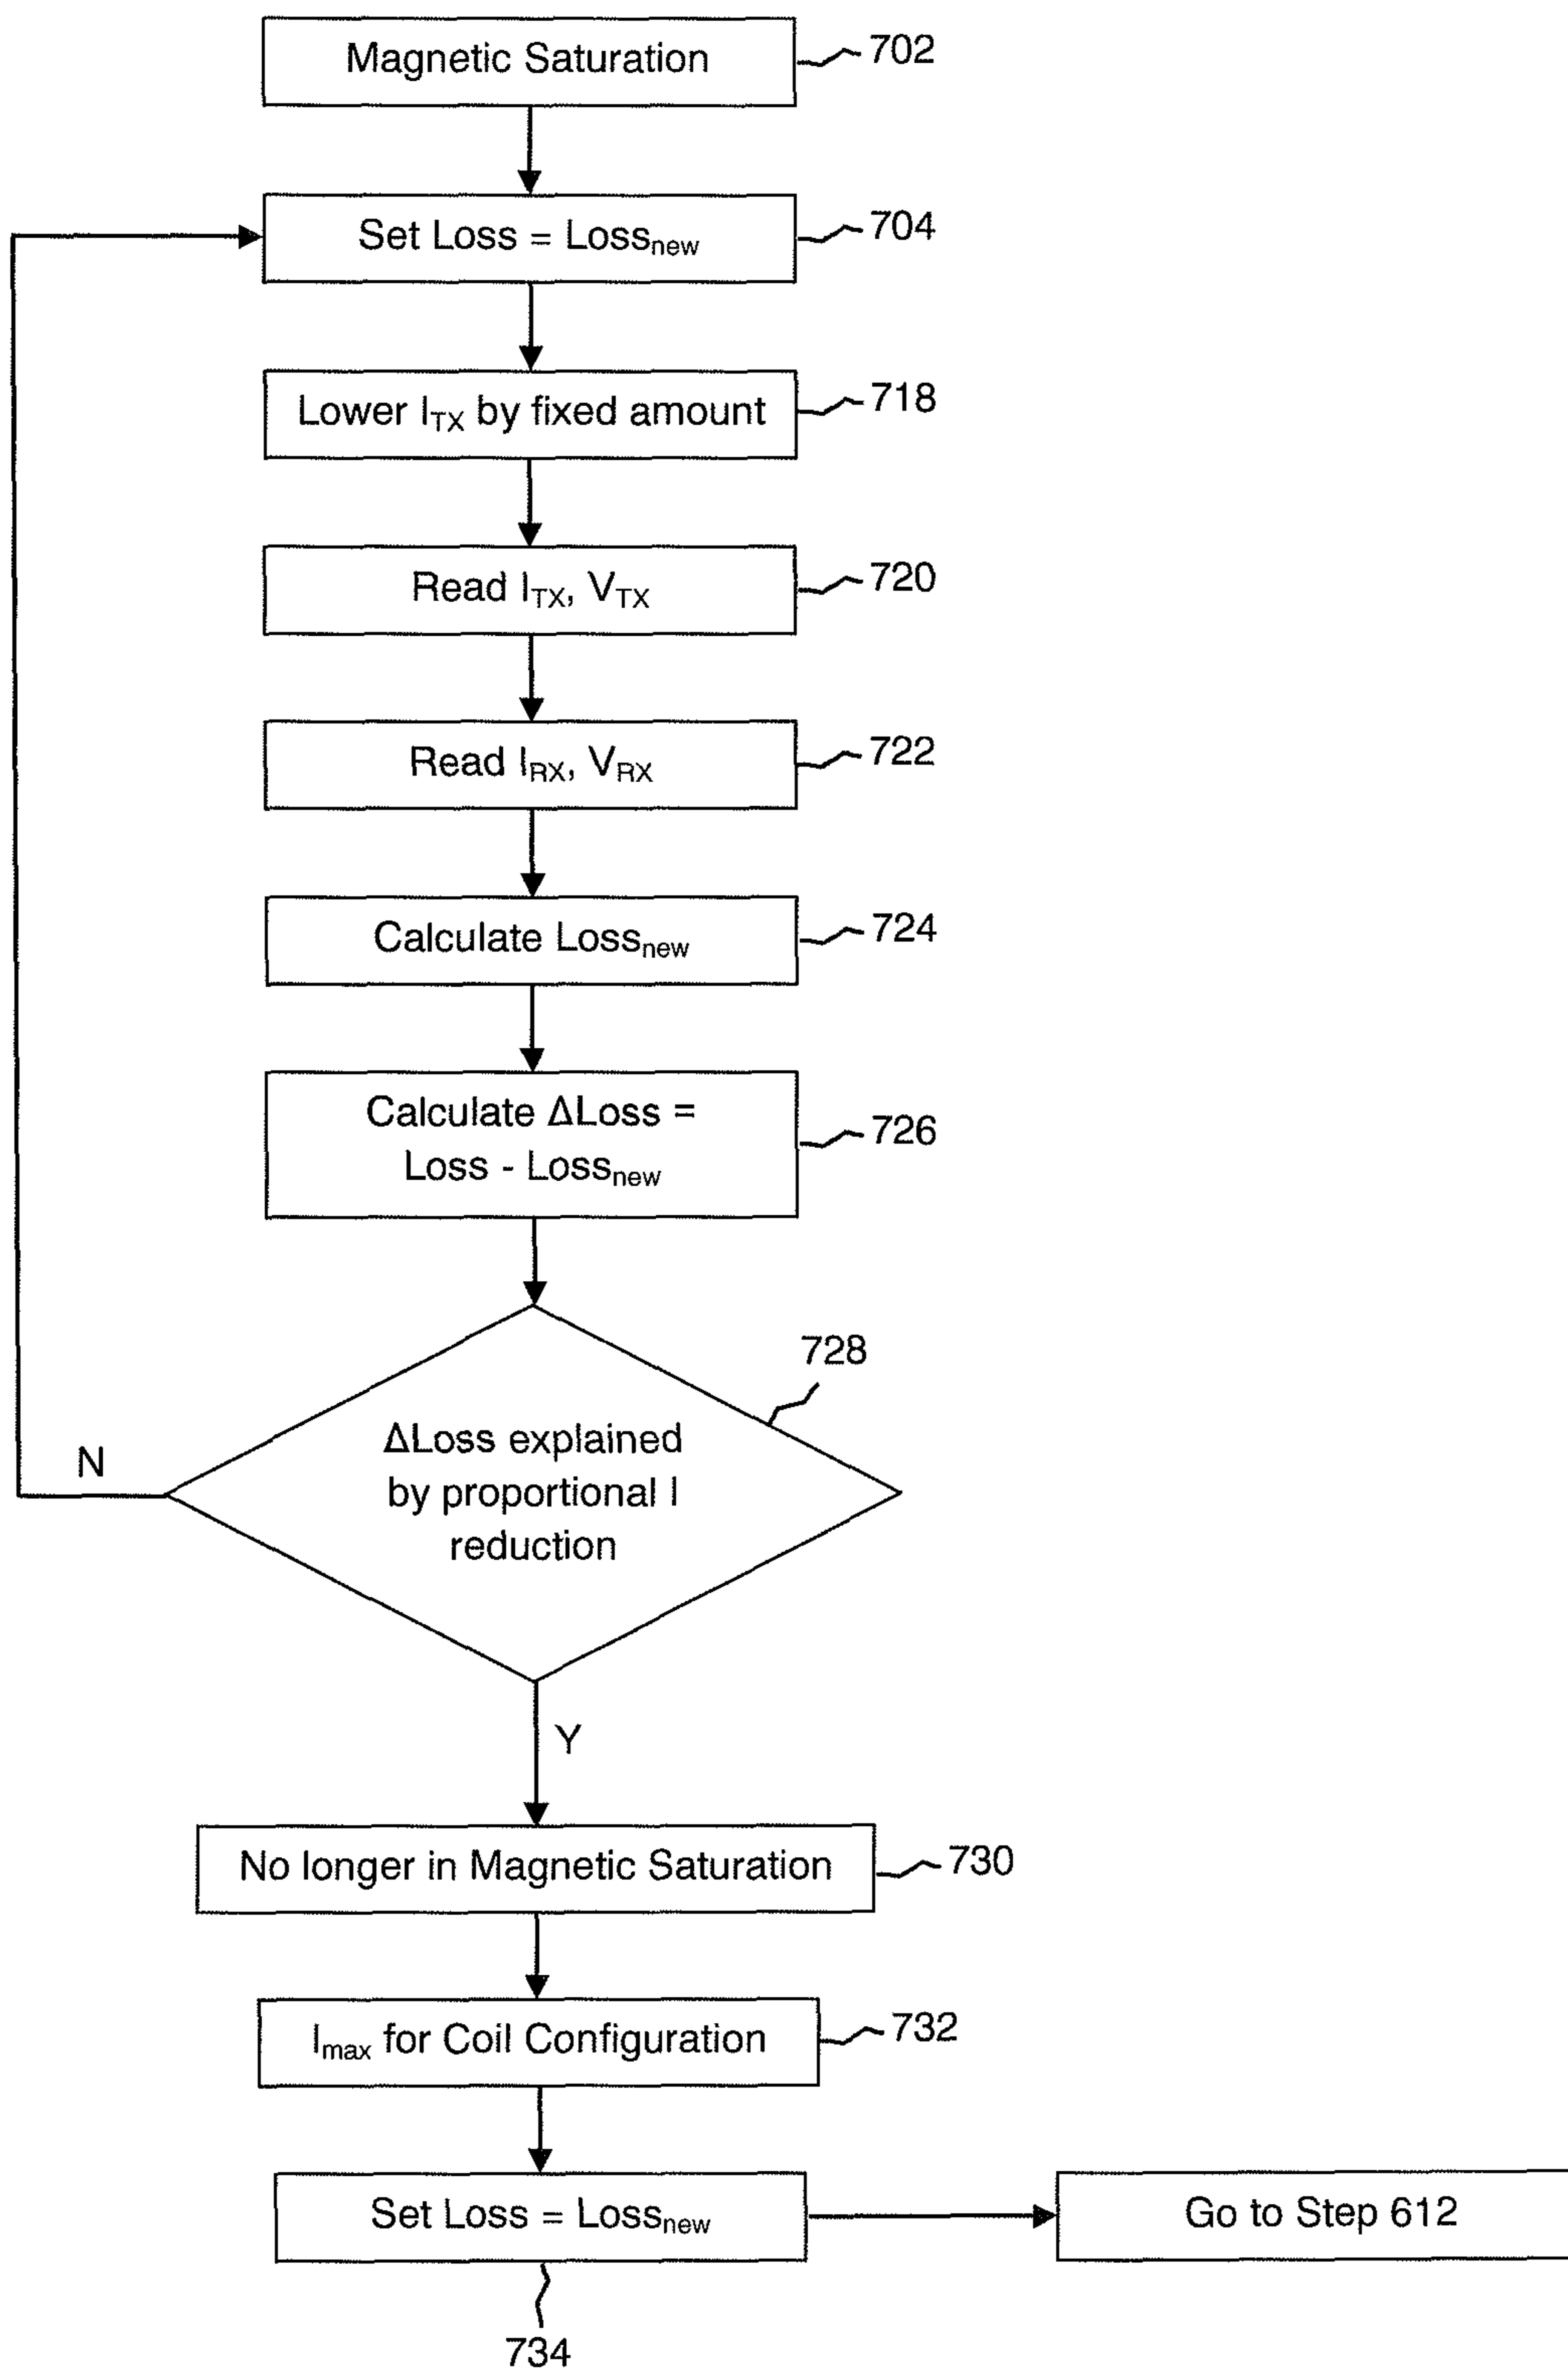 Magnetic Saturation
702
Set Loss = Lossnew
704
Lower ITX by fixed amount
718
Read ITX, VTX
720
Read IRX, VRX
722
Calculate Lossnew
724
Calculate ΔLoss =
Loss - Lossnew
726
728
ΔLoss explained
by proportional I
reduction
N
Y
No longer in Magnetic Saturation
730
Imax for Coil Configuration
732
Set Loss = Lossnew
Go to Step 612
734